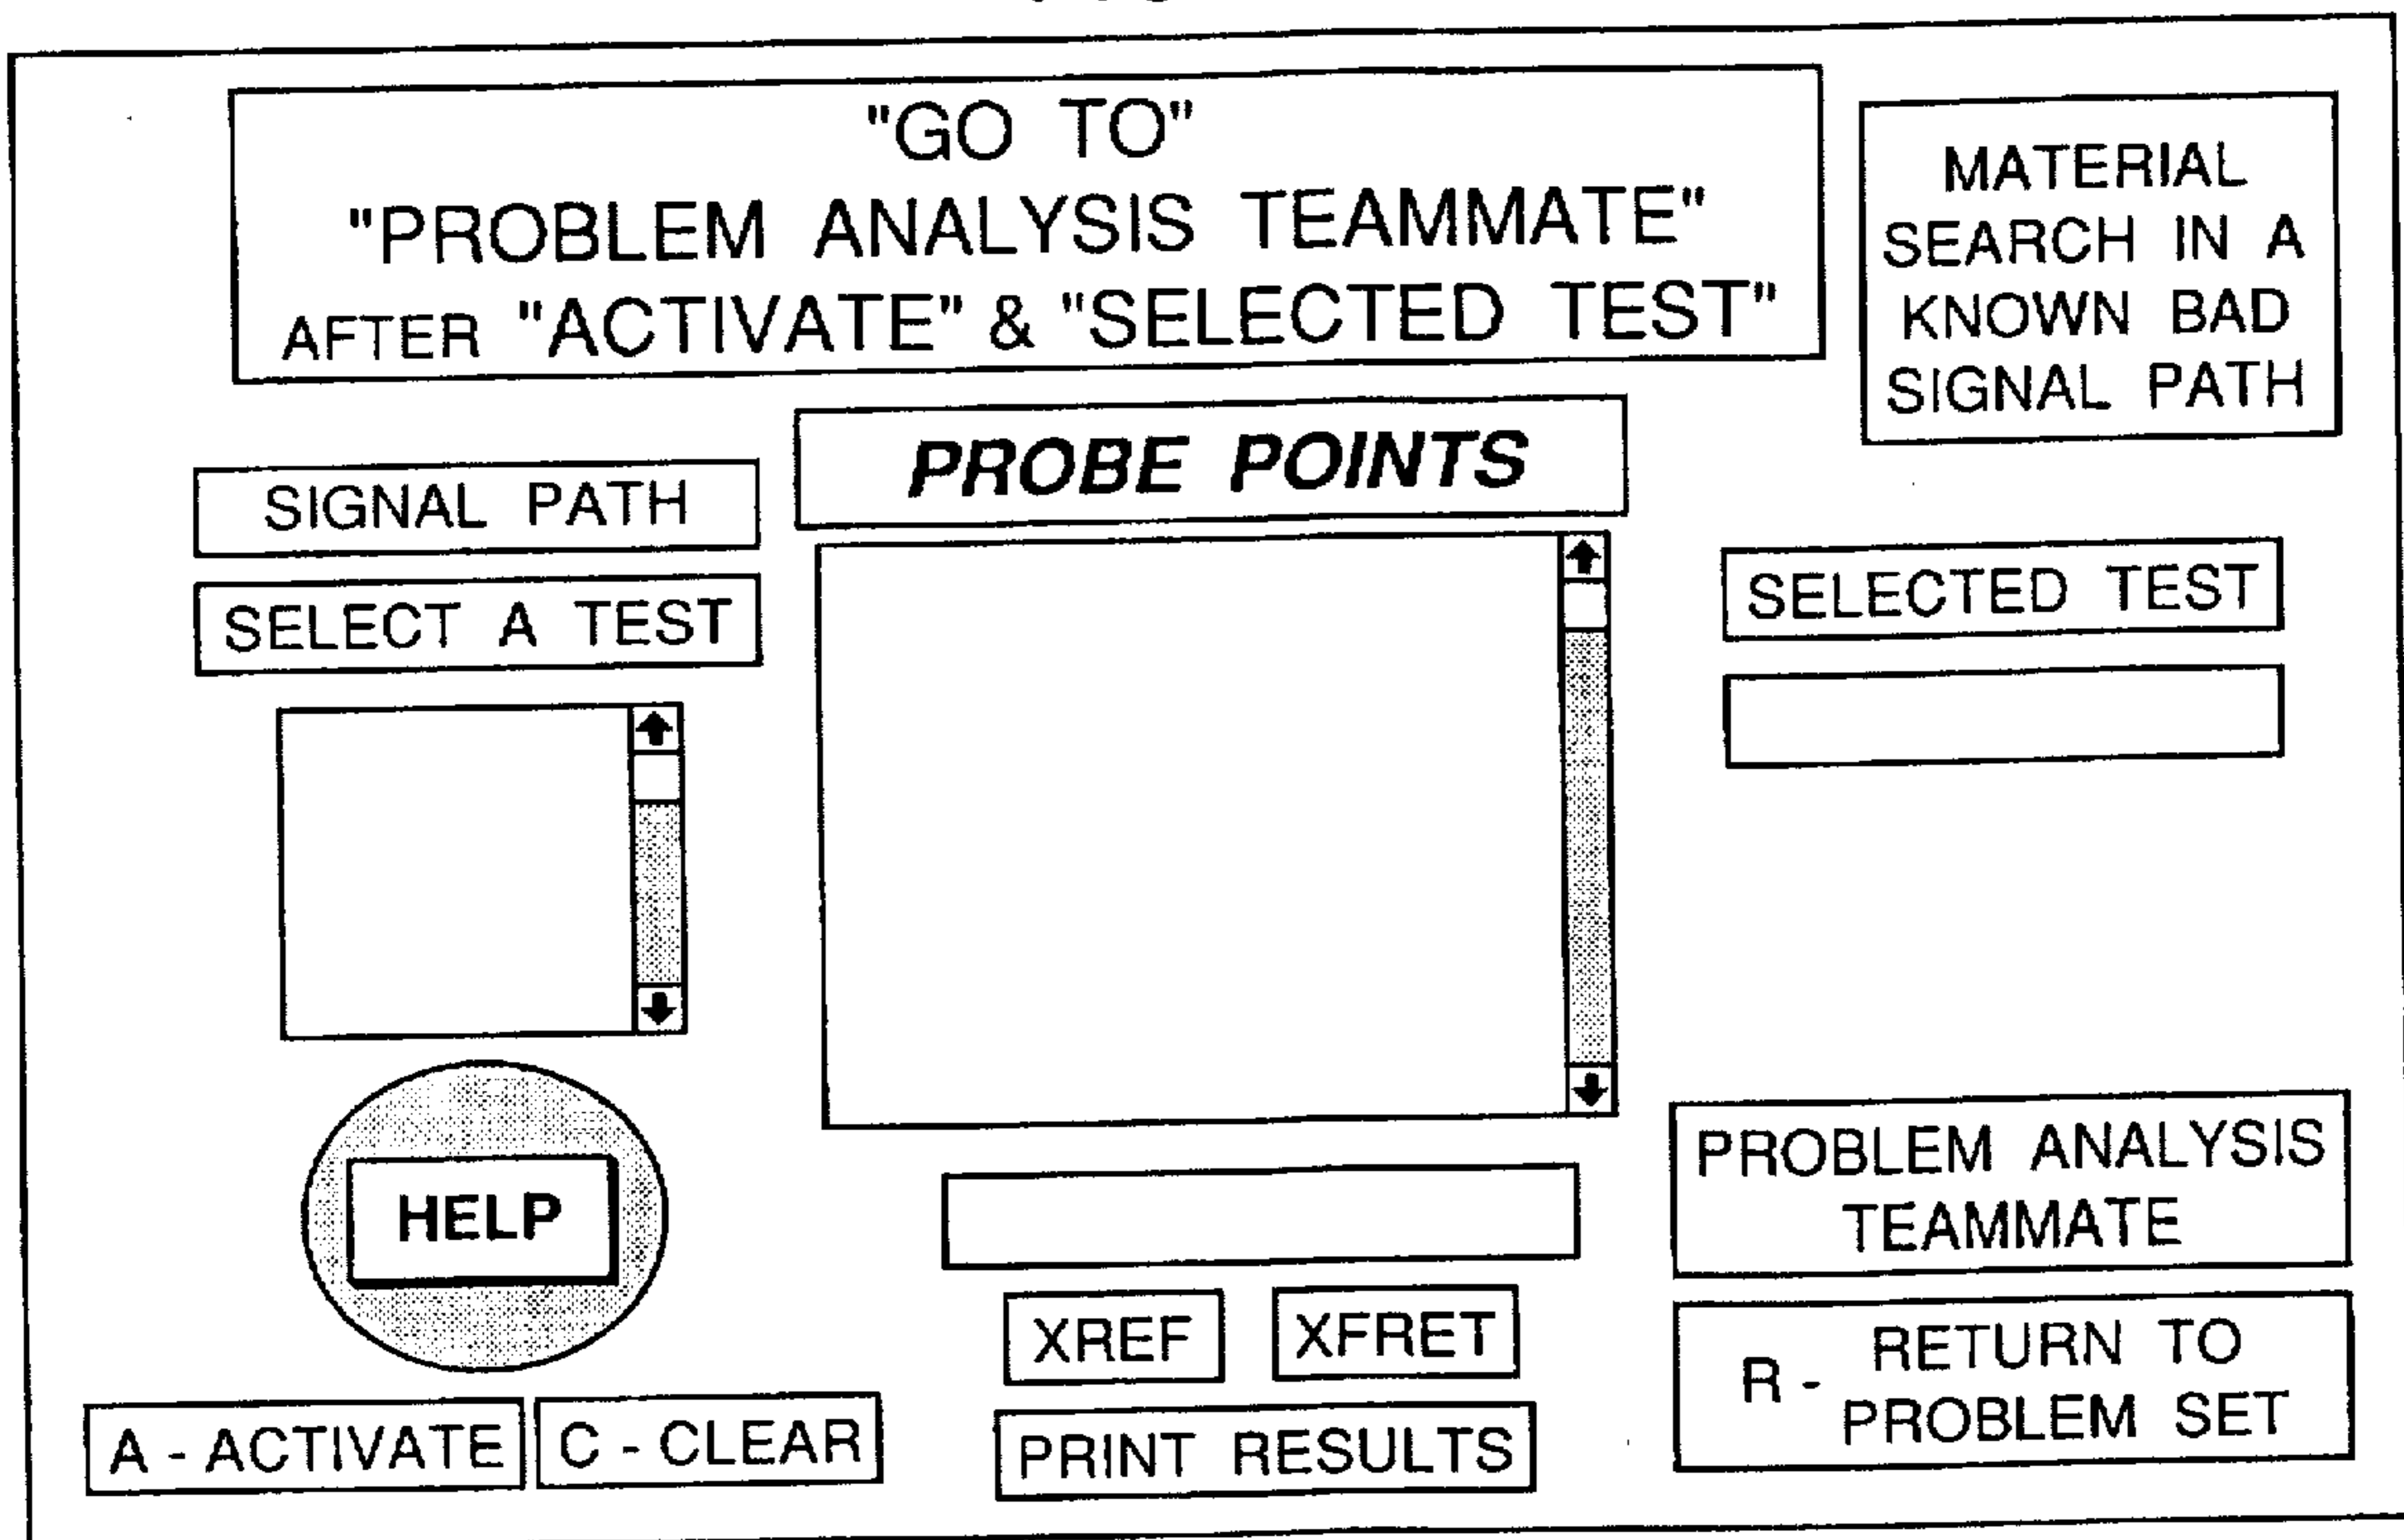 "GO TO"
"PROBLEM ANALYSIS TEAMMATE"
AFTER "ACTIVATE" & "SELECTED TEST"
MATERIAL
SEARCH IN A
KNOWN BAD
SIGNAL PATH
PROBE POINTS
SIGNAL PATH
SELECT A TEST
SELECTED TEST
HELP
PROBLEM ANALYSIS
TEAMMATE
XREF
XFRET
R - RETURN TO
PROBLEM SET
A - ACTIVATE
C - CLEAR
PRINT RESULTS